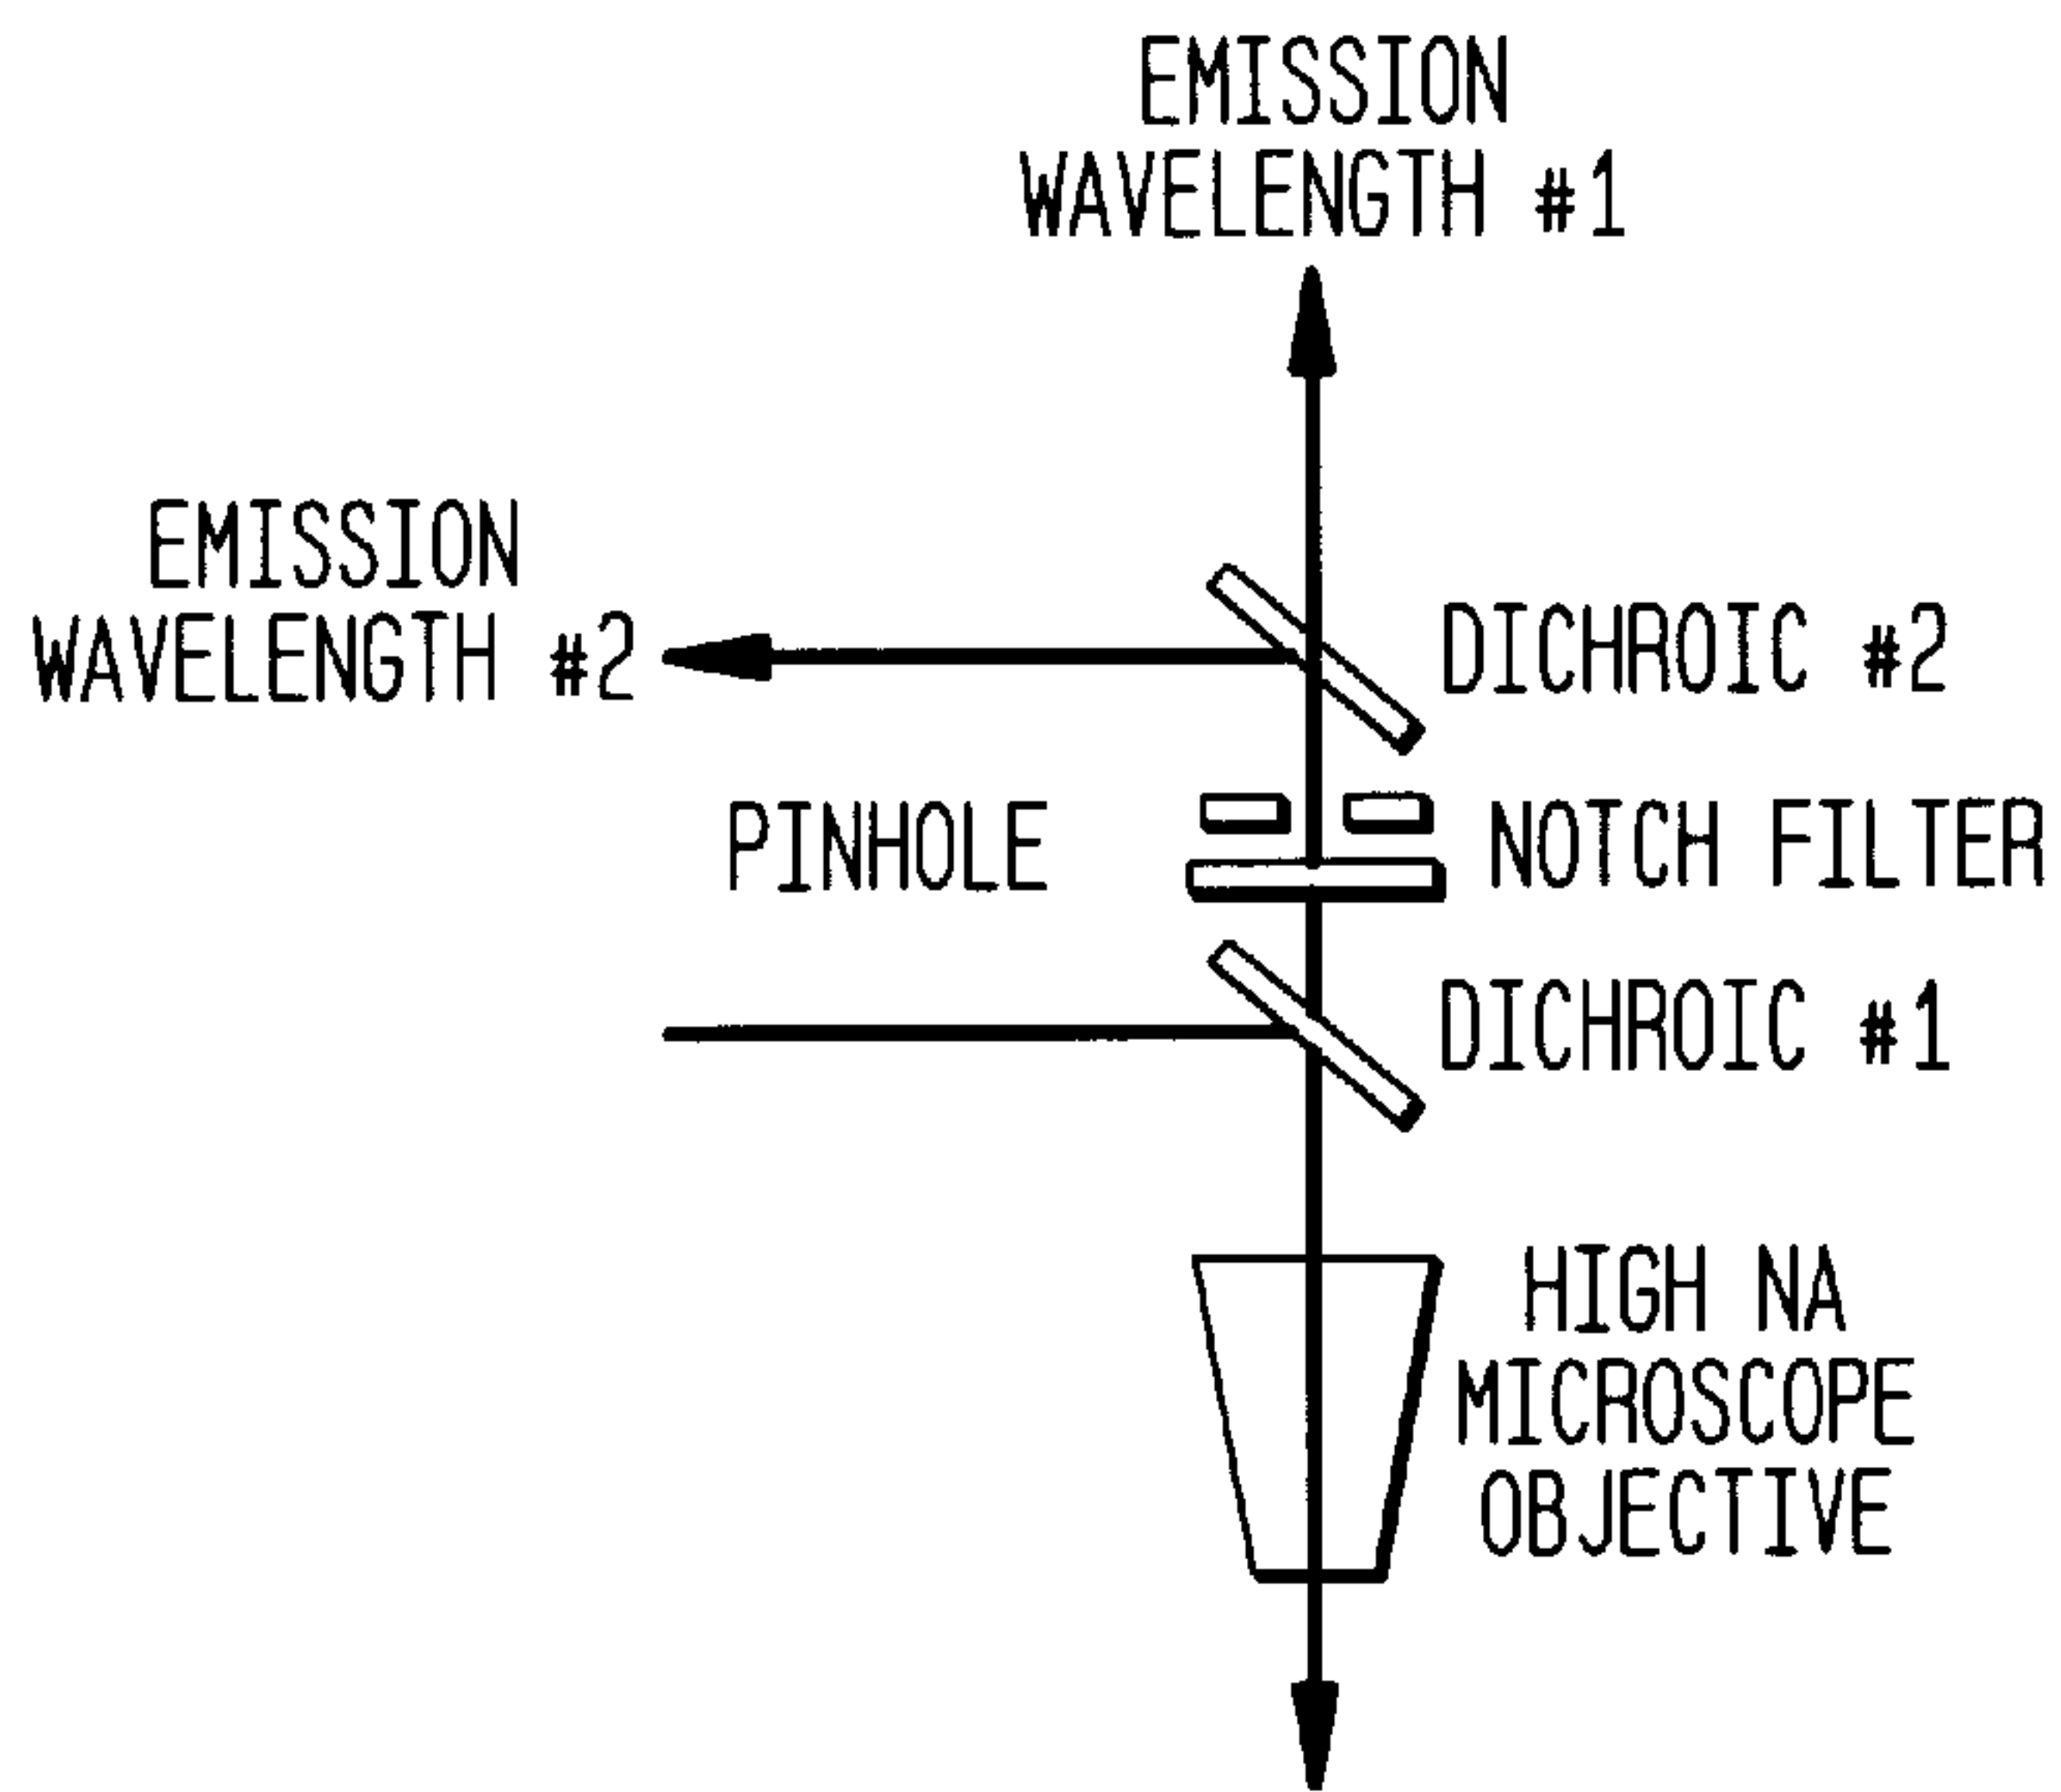 EMISSION
WAVELENGTH #1
EMISSION
WAVELENGTH #2
DICHROIC #2
PINHOLE
NOTCH FILTER
DICHROIC #1
HIGH NA
MICROSCOPE
OBJECTIVE